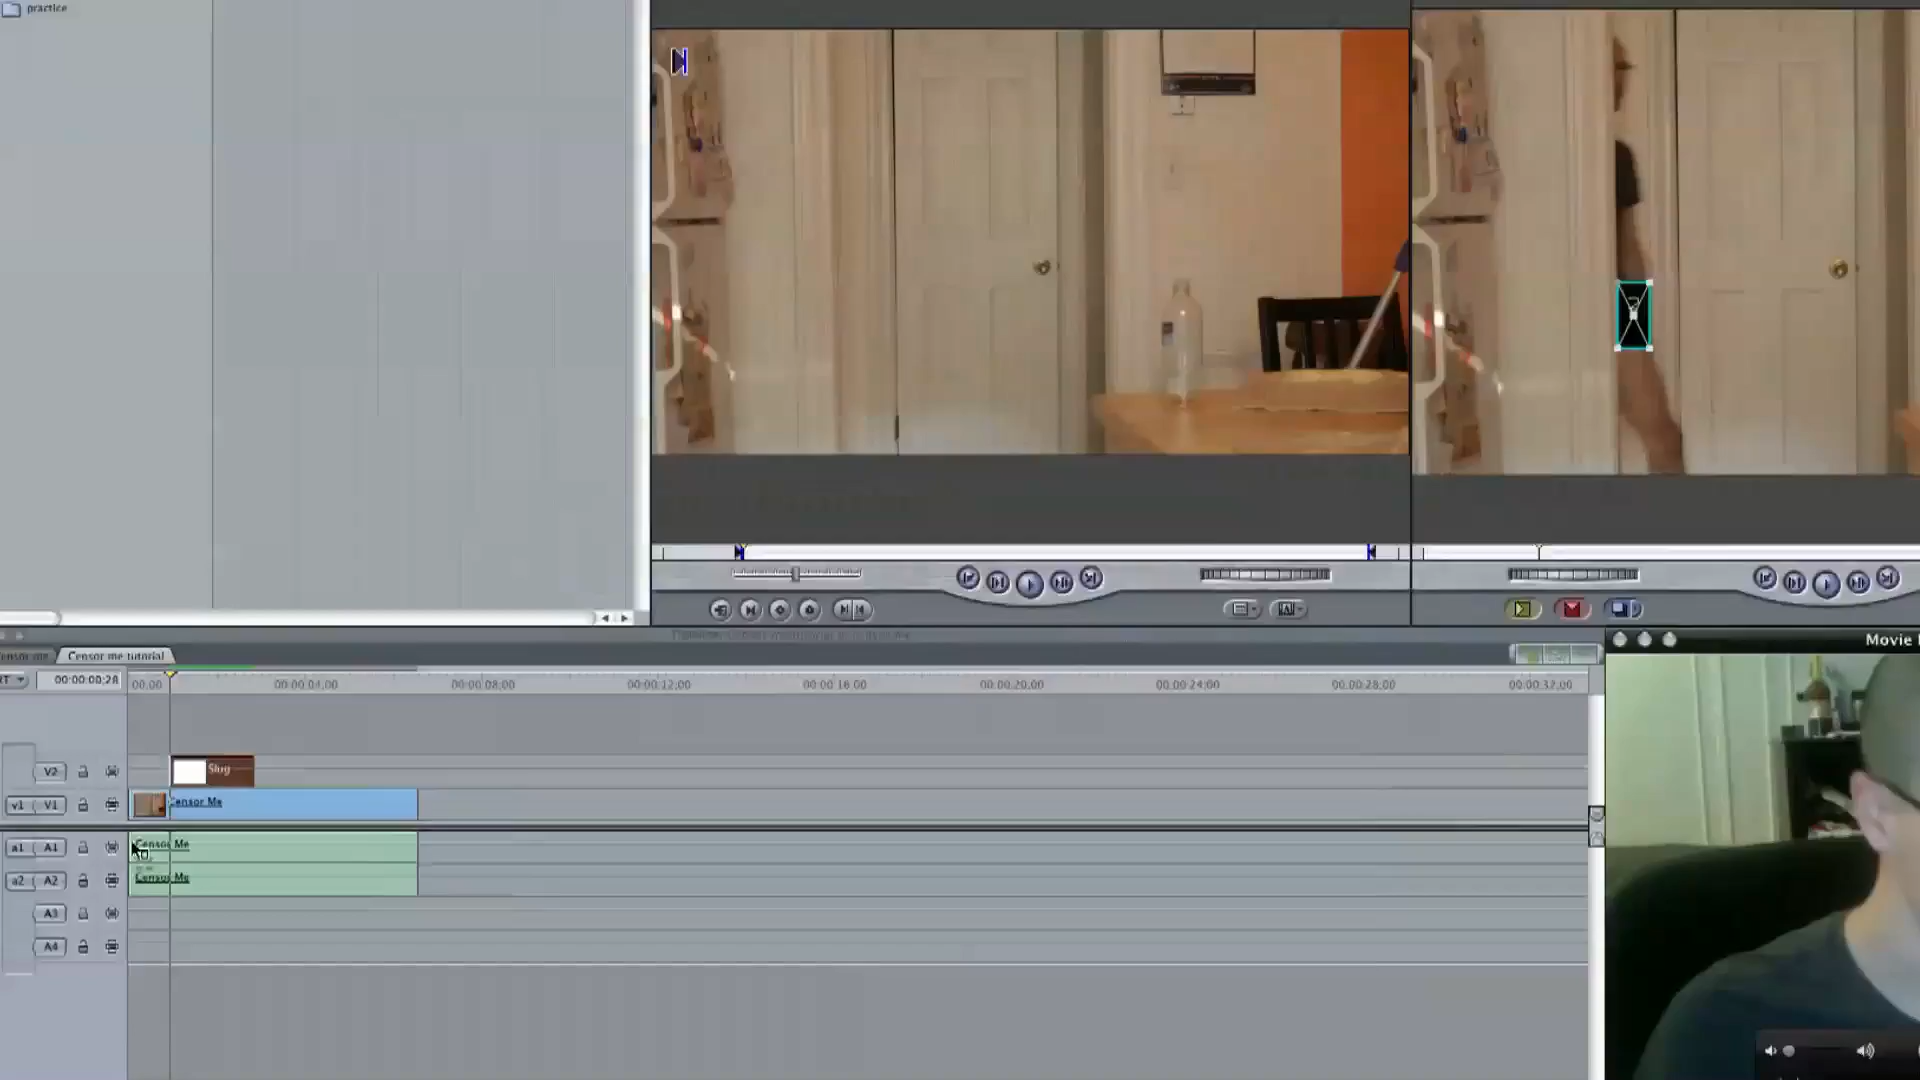 practice
Censor me tutorial
RT
00:00:00;28
00;00
00:00:04;00
00:00:08;00
00:00:12;00
00:00:16;00
00:00:20;00
00:00:24;00
00:00:28;00
00:00:32;00
V2
Slug
v1 V1
Censor Me
a1 A1
Censor Me
a2 A2
Censor Me
A3
A4
Movie